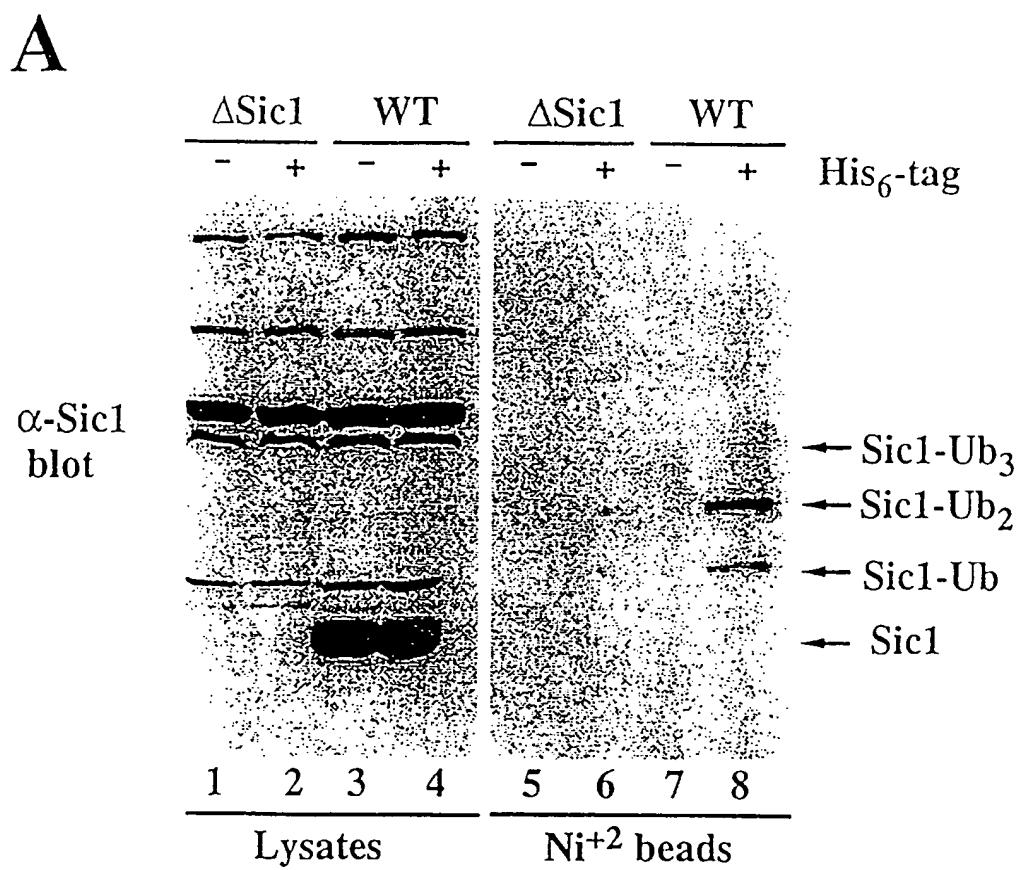 A
ΔSic1 WT ΔSic1 WT
- + - + - + - + His6-tag
α-Sic1
blot
Sic1-Ub3
Sic1-Ub2
Sic1-Ub
Sic1
1 2 3 4 5 6 7 8
Lysates Ni+2 beads